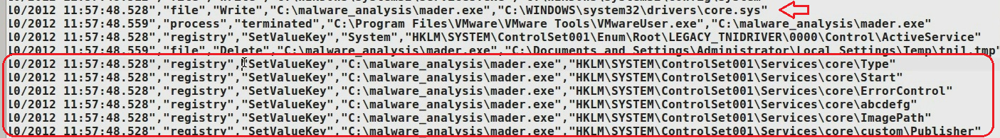 l0/2012 11:57:48.528","file","Write","C:\malware_analysis\mader.exe","C:\WINDOWS\system32\drivers\core.sys"
l0/2012 11:57:48.559","process","terminated","C:\Program Files\VMware\VMware Tools\VMwareUser.exe","C:\malware_analysis\mader.exe"
l0/2012 11:57:48.528","registry","SetValueKey","System","HKLM\SYSTEM\ControlSet001\Enum\Root\LEGACY_TNIDRIVER\0000\Control\ActiveService"
l0/2012 11:57:48.559","file","Delete","C:\malware_analysis\mader.exe","C:\Documents and Settings\Administrator\Local Settings\Temp\tni1.tmp"
l0/2012 11:57:48.528","registry","SetValueKey","C:\malware_analysis\mader.exe","HKLM\SYSTEM\ControlSet001\Services\core\Type"
l0/2012 11:57:48.528","registry","SetValueKey","C:\malware_analysis\mader.exe","HKLM\SYSTEM\ControlSet001\Services\core\Start"
l0/2012 11:57:48.528","registry","SetValueKey","C:\malware_analysis\mader.exe","HKLM\SYSTEM\ControlSet001\Services\core\ErrorControl"
l0/2012 11:57:48.528","registry","SetValueKey","C:\malware_analysis\mader.exe","HKLM\SYSTEM\ControlSet001\Services\core\abcdefg"
l0/2012 11:57:48.528","registry","SetValueKey","C:\malware_analysis\mader.exe","HKLM\SYSTEM\ControlSet001\Services\core\ImagePath"
l0/2012 11:57:48.528","registry","SetValueKey","C:\malware_analysis\mader.exe","HKLM\SYSTEM\ControlSet001\Services\core\custom\Publisher"